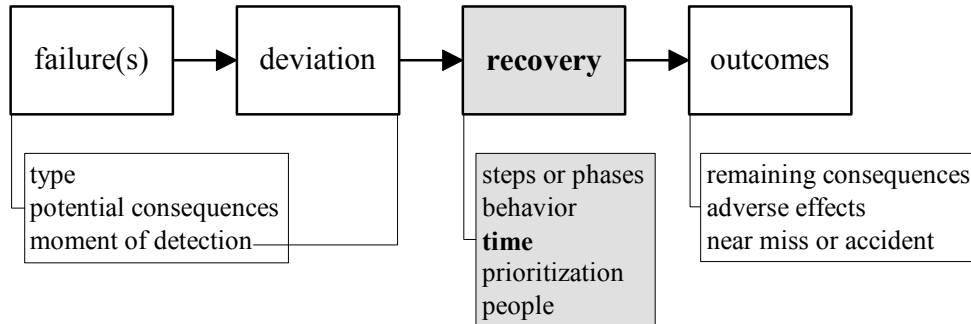 failure(s)
deviation
recovery
outcomes
type
potential consequences
moment of detection
steps or phases
behavior
time
prioritization
people
remaining consequences
adverse effects
near miss or accident